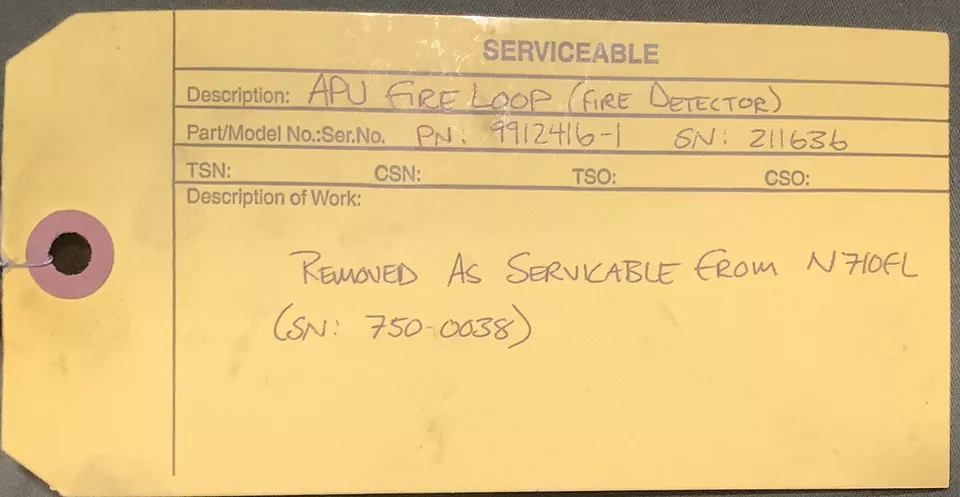 SERVICEABLE
Description: APU FIRE LOOP (FIRE DETECTOR)
Part/Model No.:Ser.No. PN: 9912416-1 SN: 211636
TSN: CSN: TSO: CSO:
Description of Work:
REMOVED AS SERVICABLE FROM N710FL
(SN: 750-0038)